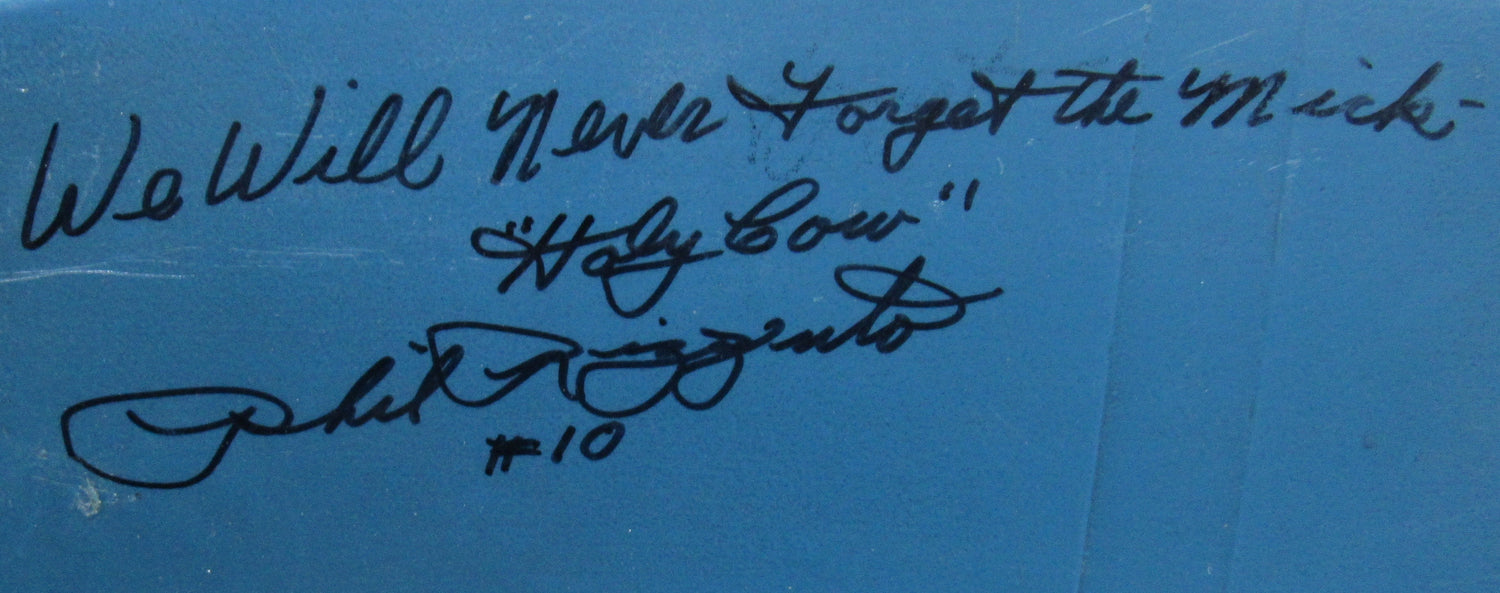 We Will Never Forget the Mick-
"Holy Cow"
Phil Rizzuto
#10